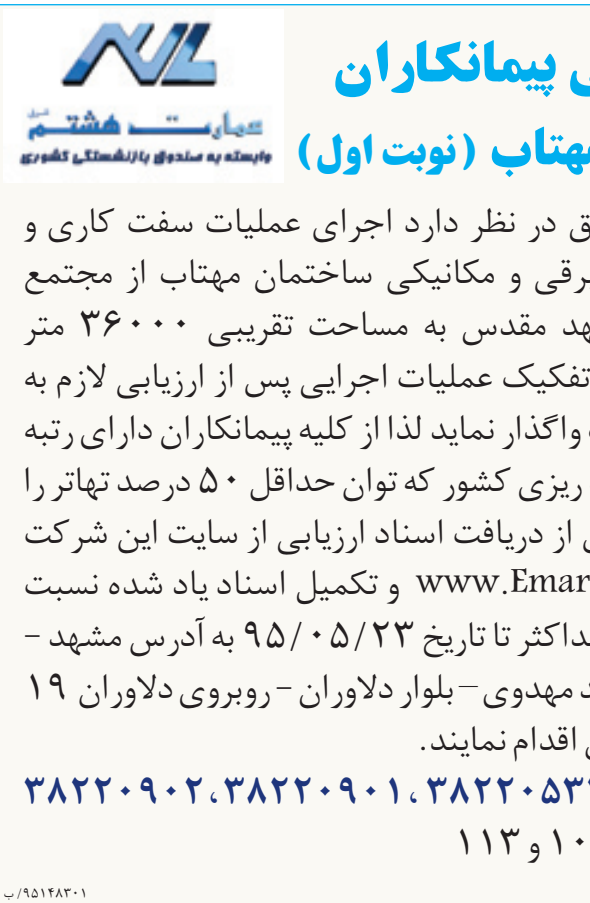 پیمانکاران
مهتاب (نوبت اول)
شرکت
عمارت هشتم
وابسته به صندوق بازنشستگی کشوری
در نظر دارد اجرای عملیات سفت کاری و
برقی و مکانیکی ساختمان مهتاب از مجتمع
مقدس به مساحت تقریبی ۳۶۰۰۰ متر
تفکیک عملیات اجرایی پس از ارزیابی لازم به
واگذار نماید لذا از کلیه پیمانکاران دارای رتبه
ریزی کشور که توان حداقل ۵۰ درصد تهاتر را
از دریافت اسناد ارزیابی از سایت این شرکت
www.Emar و تکمیل اسناد یاد شده نسبت
حداکثر تا تاریخ ۹۵/۰۵/۲۳ به آدرس مشهد -
مهدوی – بلوار دلاوران - روبروی دلاوران ۱۹
اقدام نمایند.
۳۸۲۲۰۵۳، ۳۸۲۲۰۹۰۱، ۳۸۲۲۰۹۰۲
۱۰ و ۱۱۳
۹۵۱۴۸۳۰۱/ب